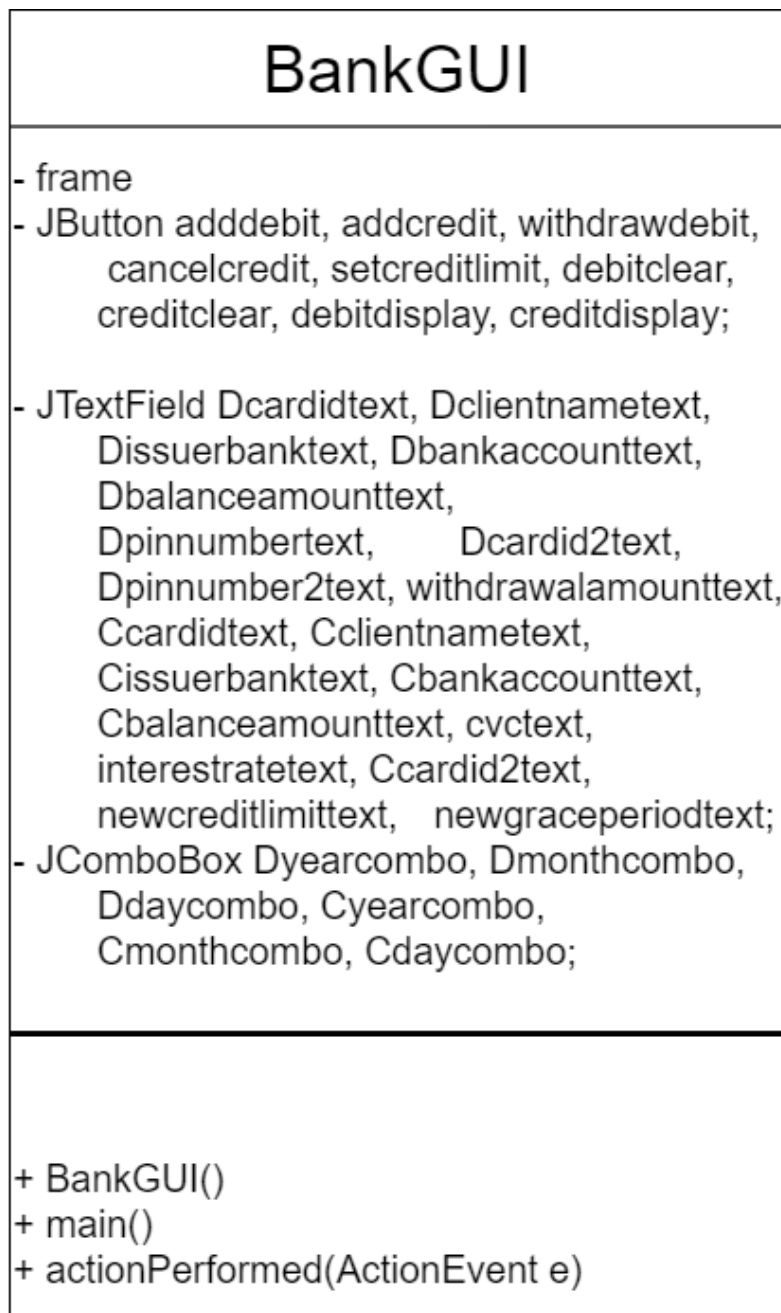 BankGUI
- frame
- JButton adddebit, addcredit, withdrawdebit,
cancelcredit, setcreditlimit, debitclear,
creditclear, debitdisplay, creditdisplay;
- JTextField Dcardidtext, Dclientnametext,
Dissuerbanktext, Dbankaccounttext,
Dbalanceamounttext,
Dpinnumbertext, Dcardid2text,
Dpinnumber2text, withdrawalamounttext,
Ccardidtext, Cclientnametext,
Cissuerbanktext, Cbankaccounttext,
Cbalanceamounttext, cvctext,
interestratetext, Ccardid2text,
newcreditlimittext, newgraceperiodtext;
- JComboBox Dyearcombo, Dmonthcombo,
Ddaycombo, Cyearcombo,
Cmonthcombo, Cdaycombo;
+ BankGUI()
+ main()
+ actionPerformed(ActionEvent e)